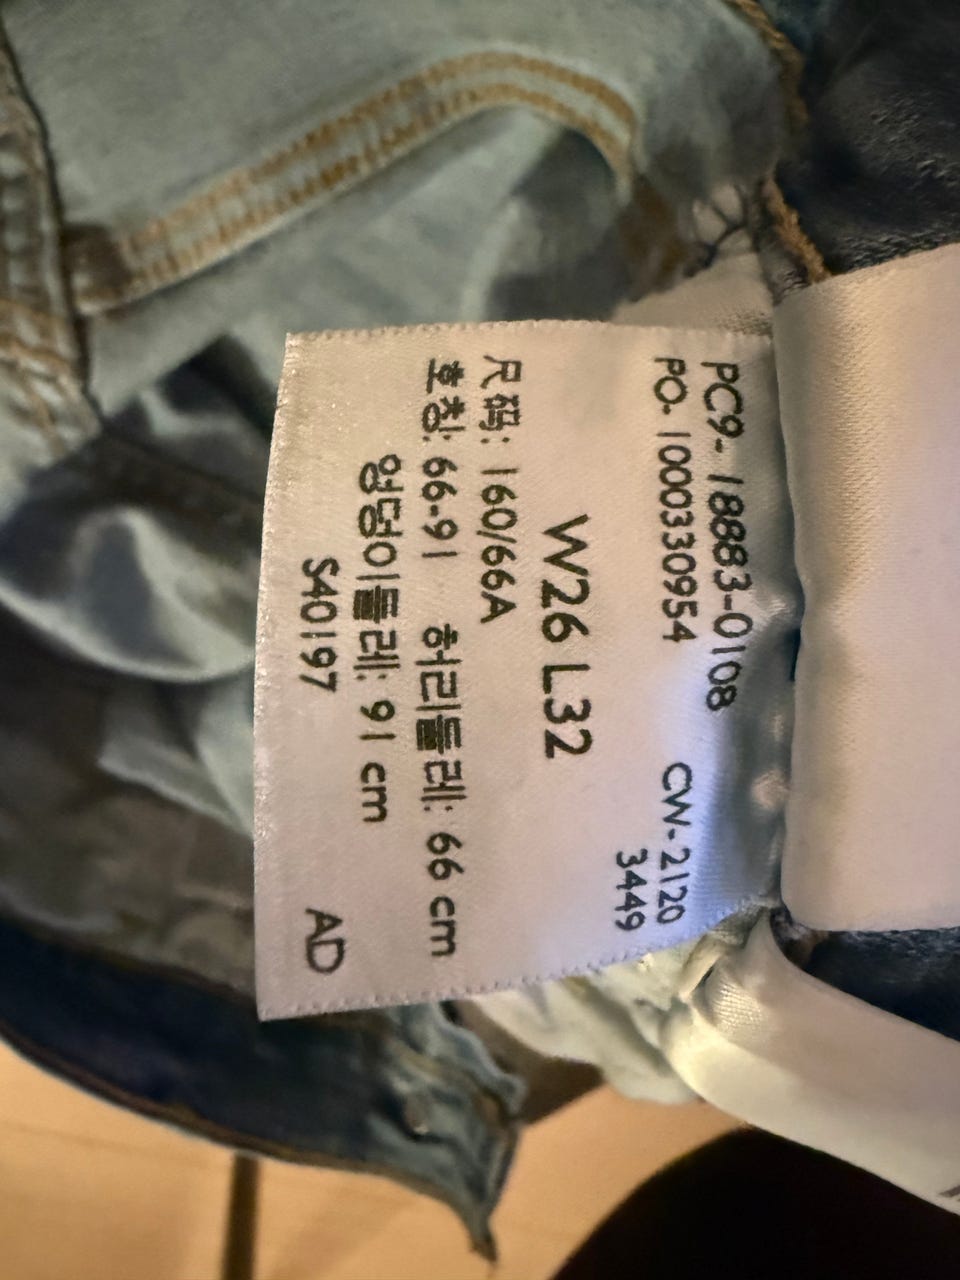 PC9- 18883-0108
PO- 1000330954 CW- 2120
3449
W26 L32
尺码: 160/66A
호칭: 66-91 허리둘레: 66 cm
엉덩이둘레: 91 cm
S40197 AD